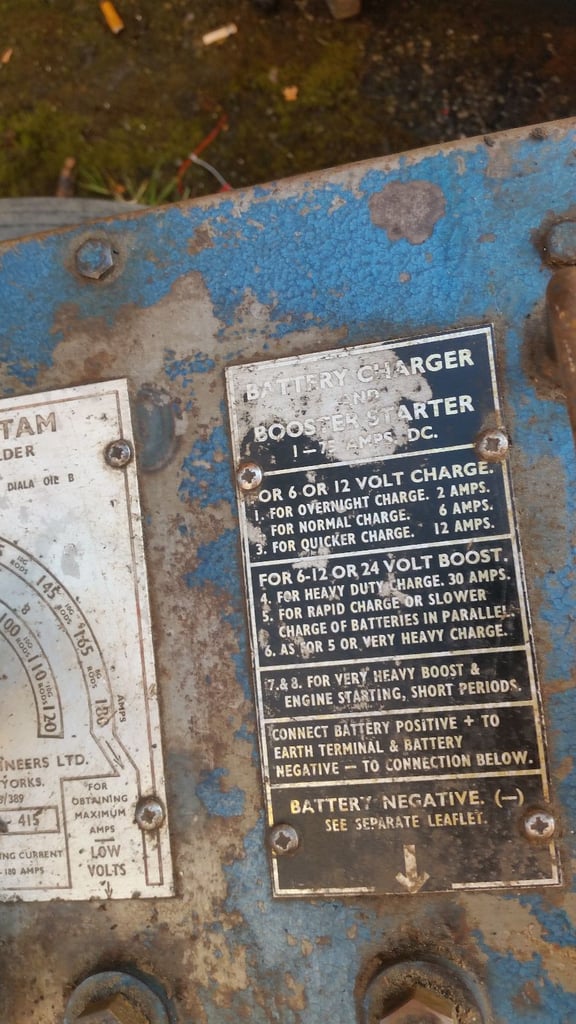 TAM
LDER
DIALA OIL B
145
165
180
AMPS
100
110
120
NEERS LTD.
YORKS.
/389
- 415
NG CURRENT
- 180 AMPS
FOR
OBTAINING
MAXIMUM
AMPS
LOW
VOLTS
BATTERY CHARGER
AND
BOOSTER STARTER
1-75 AMPS. DC.
OR 6 OR 12 VOLT CHARGE.
1. FOR OVERNIGHT CHARGE. 2 AMPS.
FOR NORMAL CHARGE. 6 AMPS.
3. FOR QUICKER CHARGE. 12 AMPS.
FOR 6-12 OR 24 VOLT BOOST.
4. FOR HEAVY DUTY CHARGE. 30 AMPS.
5. FOR RAPID CHARGE OR SLOWER
CHARGE OF BATTERIES IN PARALLEL.
6. AS FOR 5 OR VERY HEAVY CHARGE.
7.& 8. FOR VERY HEAVY BOOST &
ENGINE STARTING, SHORT PERIODS.
CONNECT BATTERY POSITIVE + TO
EARTH TERMINAL & BATTERY
NEGATIVE — TO CONNECTION BELOW.
BATTERY NEGATIVE. (—)
SEE SEPARATE LEAFLET.